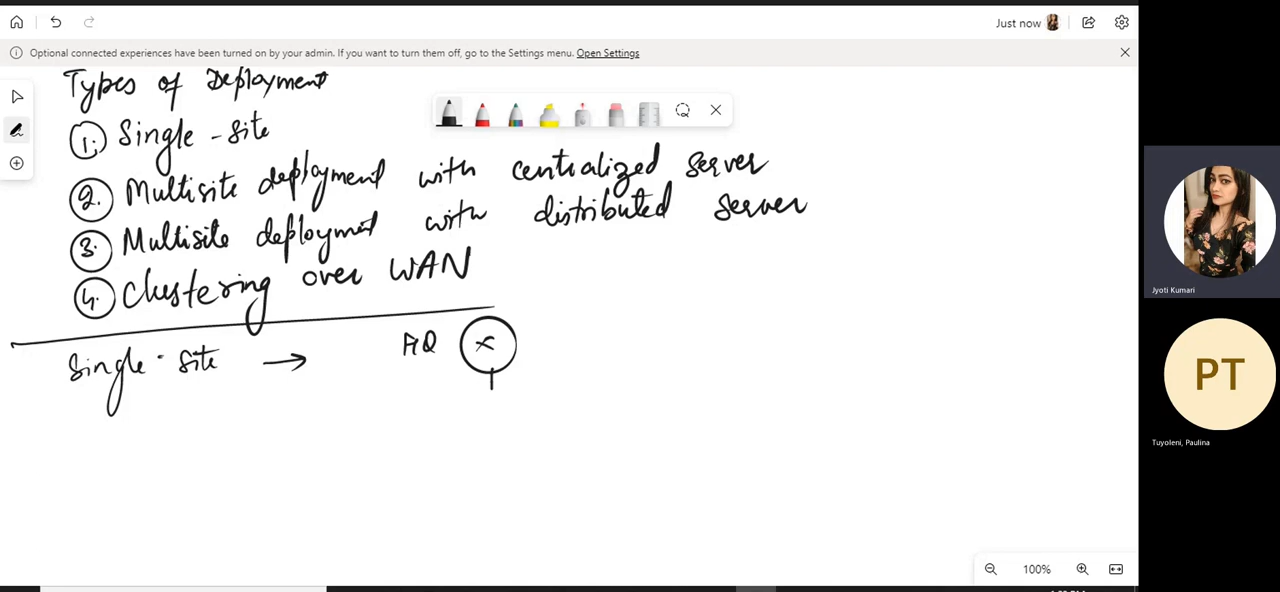 Just now
Optional connected experiences have been turned on by your admin. If you want to turn them off, go to the Settings menu. Open Settings
Types of Deployment
1. Single-site
2. Multisite deployment with centralized server
3. Multisite deployment with distributed server
4. Clustering over WAN
Single-site → HQ
Jyoti Kumari
PT
Tuyoleni, Paulina
100%